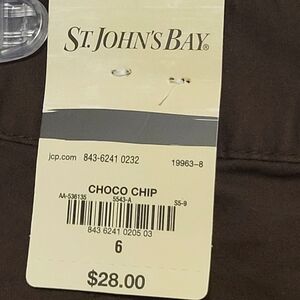 ST. JOHN'S BAY®
jcp.com 843-6241 0232 19963-8
CHOCO CHIP
AA-536135 5543-A S5-9
843 6241 0205 03
6
$28.00